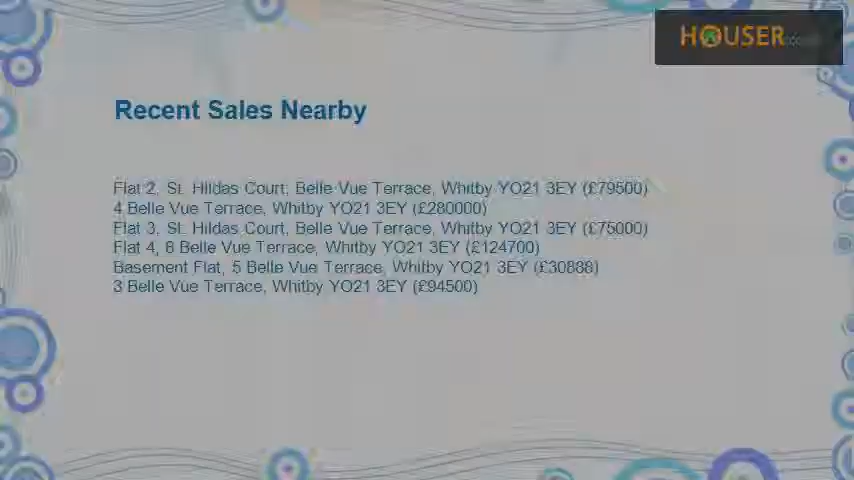 HOUSER
Recent Sales Nearby
Flat 2, St. Hildas Court, Belle Vue Terrace, Whitby YO21 3EY (£79500)
4 Belle Vue Terrace, Whitby YO21 3EY (£280000)
Flat 3, St. Hildas Court, Belle Vue Terrace, Whitby YO21 3EY (£75000)
Flat 4, 8 Belle Vue Terrace, Whitby YO21 3EY (£124700)
Basement Flat, 5 Belle Vue Terrace, Whitby YO21 3EY (£30888)
3 Belle Vue Terrace, Whitby YO21 3EY (£94500)